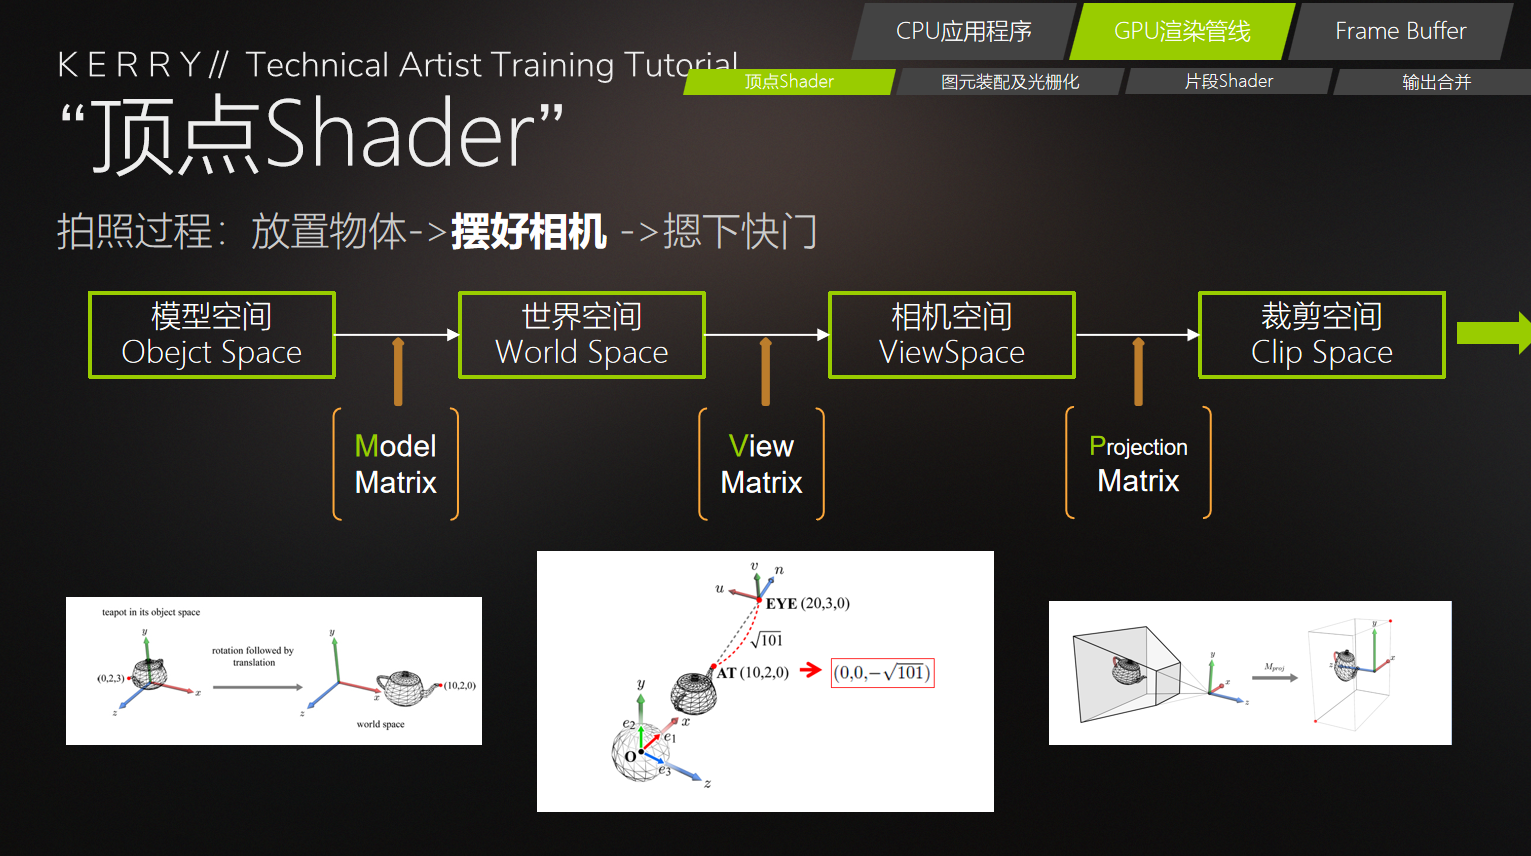 CPU应用程序
GPU渲染管线
Frame Buffer
KERRY// Technical Artist Training Tutorial
顶点Shader
图元装配及光栅化
片段Shader
输出合并
“顶点Shader”
拍照过程：放置物体->摆好相机 ->摁下快门
模型空间
Obejct Space
世界空间
World Space
相机空间
ViewSpace
裁剪空间
Clip Space
Model
Matrix
View
Matrix
Projection
Matrix
teapot in its object space
y
(0,2,3)
x
z
rotation followed by
translation
y
x
z
(10,2,0)
world space
v
n
u
EYE (20,3,0)
√101
AT (10,2,0)
(0,0,−√101)
y
e2
x
e1
O
e3
z
y
x
z
Mproj
y
x
z